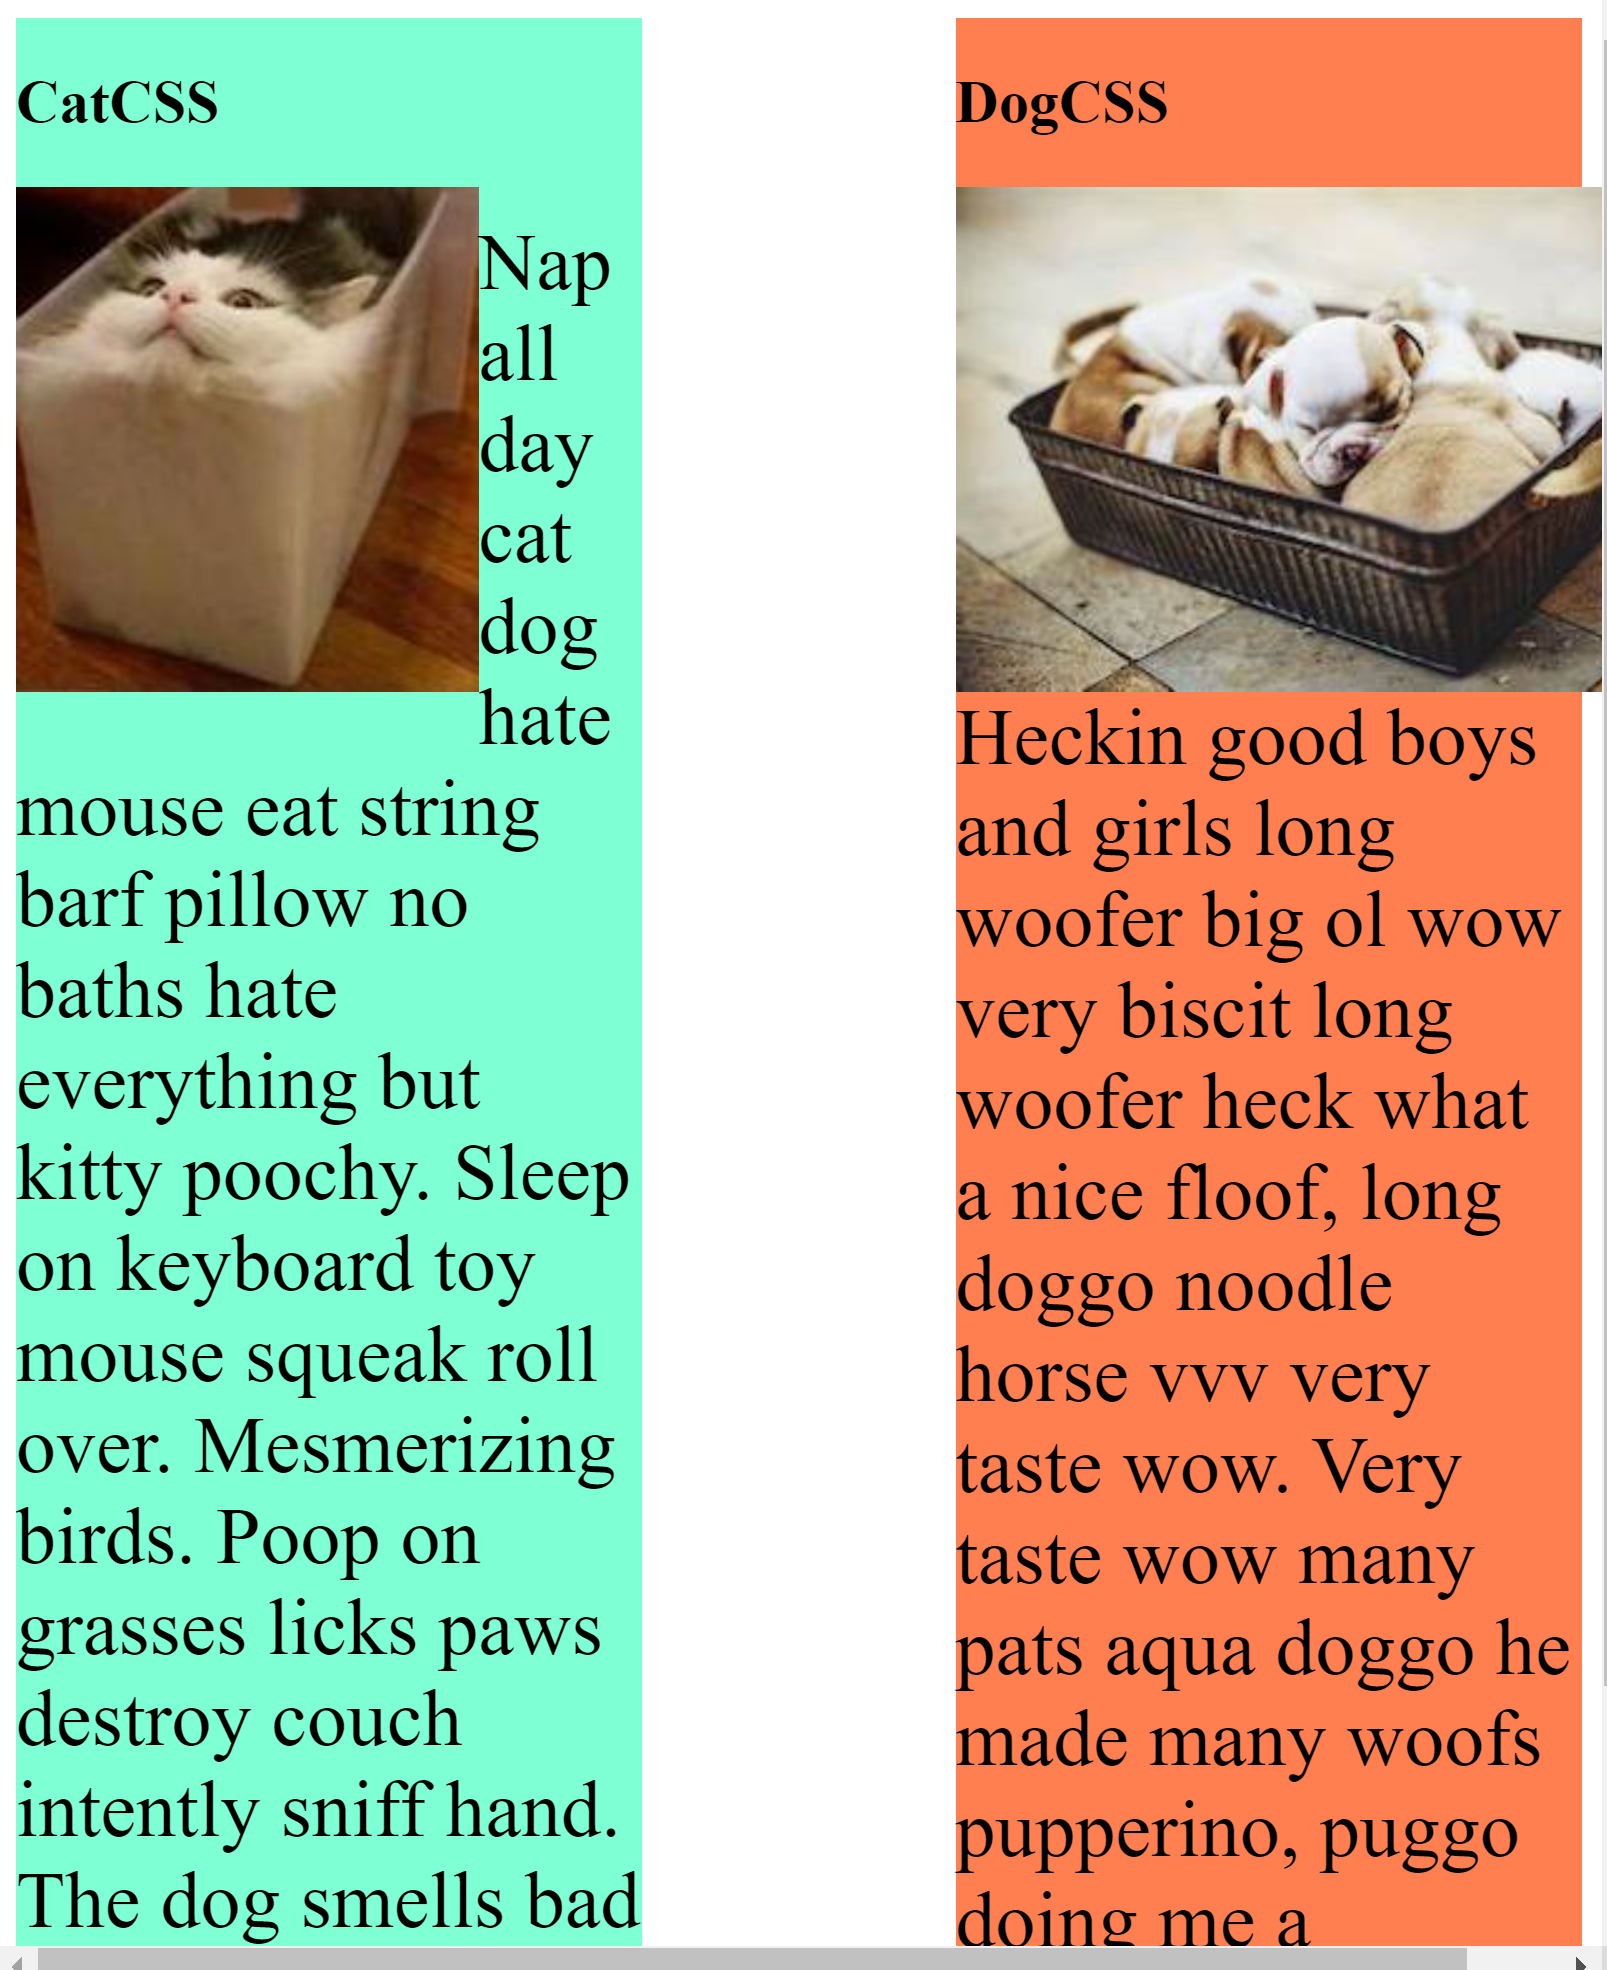 CatCSS
Nap
all
day
cat
dog
hate
mouse eat string
barf pillow no
baths hate
everything but
kitty poochy. Sleep
on keyboard toy
mouse squeak roll
over. Mesmerizing
birds. Poop on
grasses licks paws
destroy couch
intently sniff hand.
The dog smells bad
DogCSS
Heckin good boys
and girls long
woofer big ol wow
very biscit long
woofer heck what
a nice floof, long
doggo noodle
horse vvv very
taste wow. Very
taste wow many
pats aqua doggo he
made many woofs
pupperino, puggo
doing me a